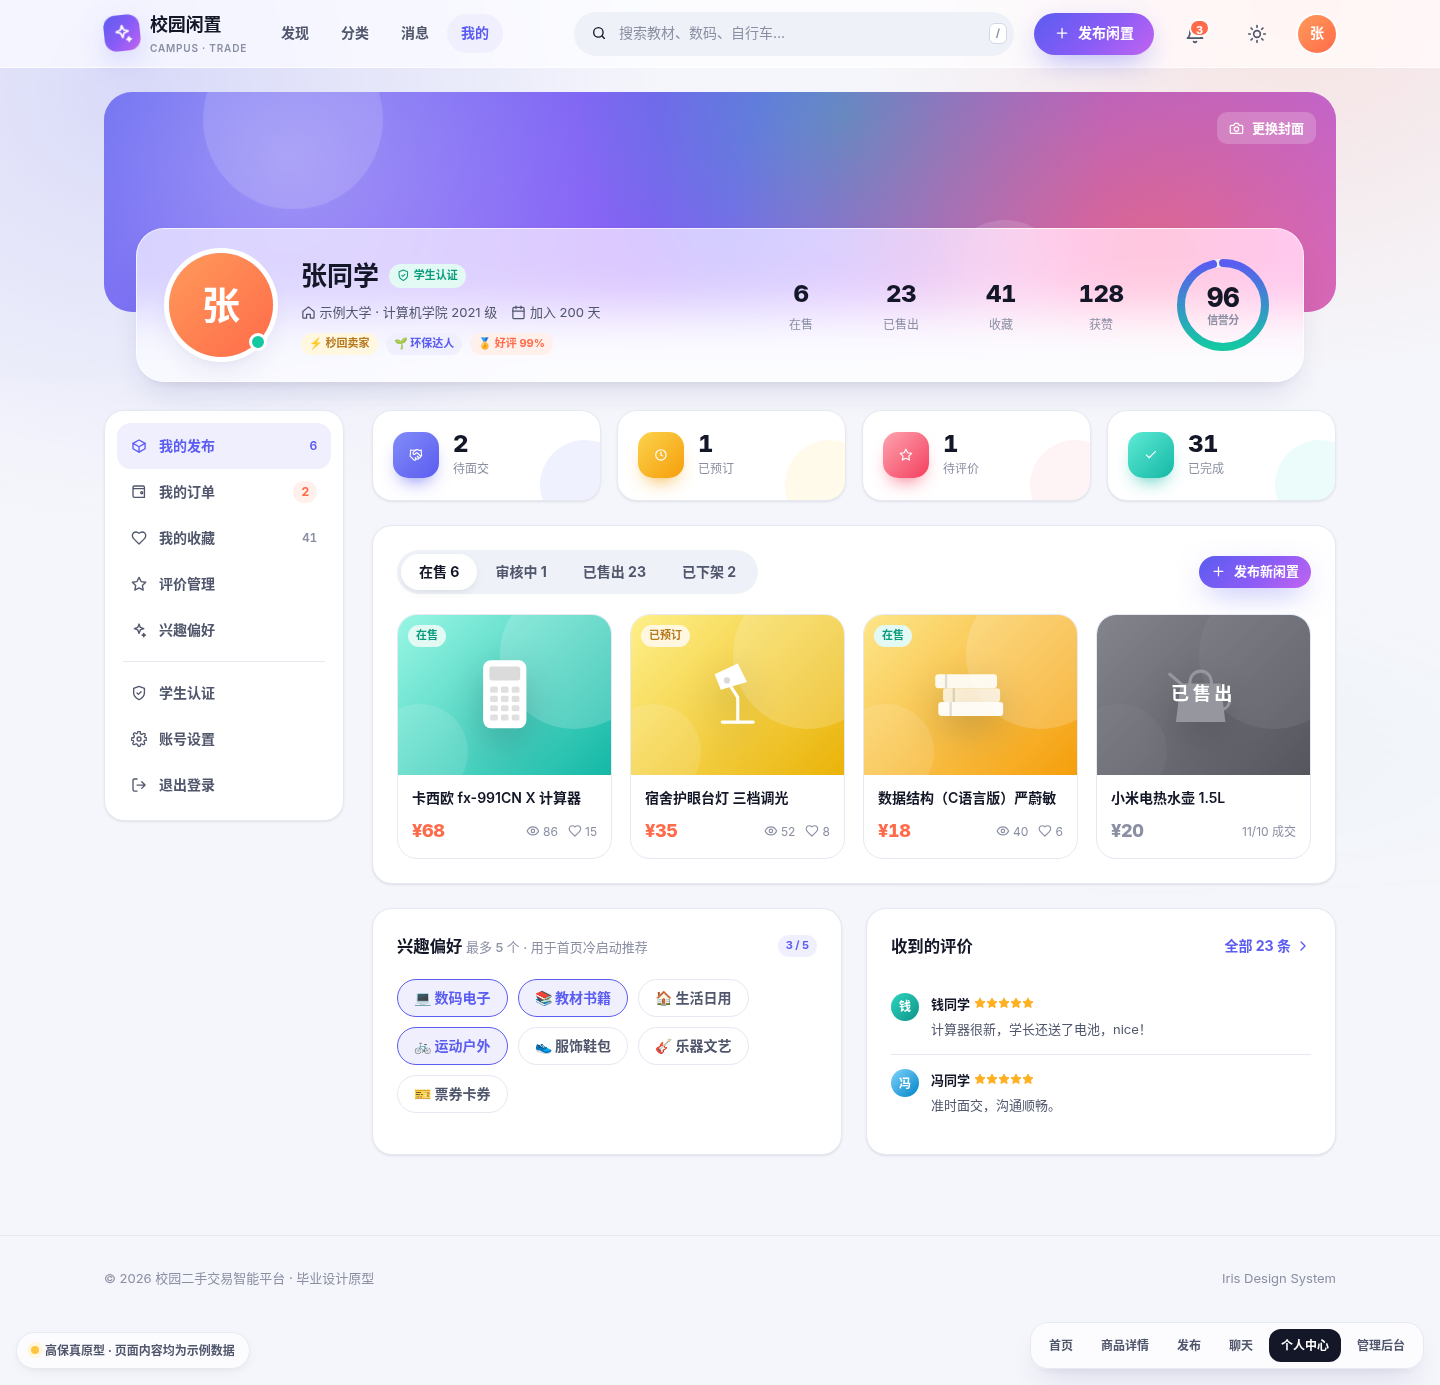 校园闲置
CAMPUS · TRADE
发现
分类
消息
我的
搜索教材、数码、自行车...
/
发布闲置
3
张
更换封面
张
张同学
学生认证
示例大学 · 计算机学院 2021 级
加入 200 天
⚡ 秒回卖家
🌱 环保达人
🏅 好评 99%
6
在售
23
已售出
41
收藏
128
获赞
96
信誉分
我的发布
6
我的订单
2
我的收藏
41
评价管理
兴趣偏好
学生认证
账号设置
退出登录
2
待面交
1
已预订
1
待评价
31
已完成
在售 6
审核中 1
已售出 23
已下架 2
发布新闲置
在售
卡西欧 fx-991CN X 计算器
¥68
86
15
已预订
宿舍护眼台灯 三档调光
¥35
52
8
在售
数据结构（C语言版）严蔚敏
¥18
40
6
已售出
小米电热水壶 1.5L
¥20
11/10 成交
兴趣偏好 最多 5 个 · 用于首页冷启动推荐
3 / 5
💻 数码电子
📚 教材书籍
🏠 生活日用
🚲 运动户外
👟 服饰鞋包
🎸 乐器文艺
🎫 票券卡券
收到的评价
全部 23 条
钱
钱同学 ★★★★★
计算器很新，学长还送了电池，nice！
冯
冯同学 ★★★★★
准时面交，沟通顺畅。
© 2026 校园二手交易智能平台 · 毕业设计原型
Iris Design System
高保真原型 · 页面内容均为示例数据
首页
商品详情
发布
聊天
个人中心
管理后台